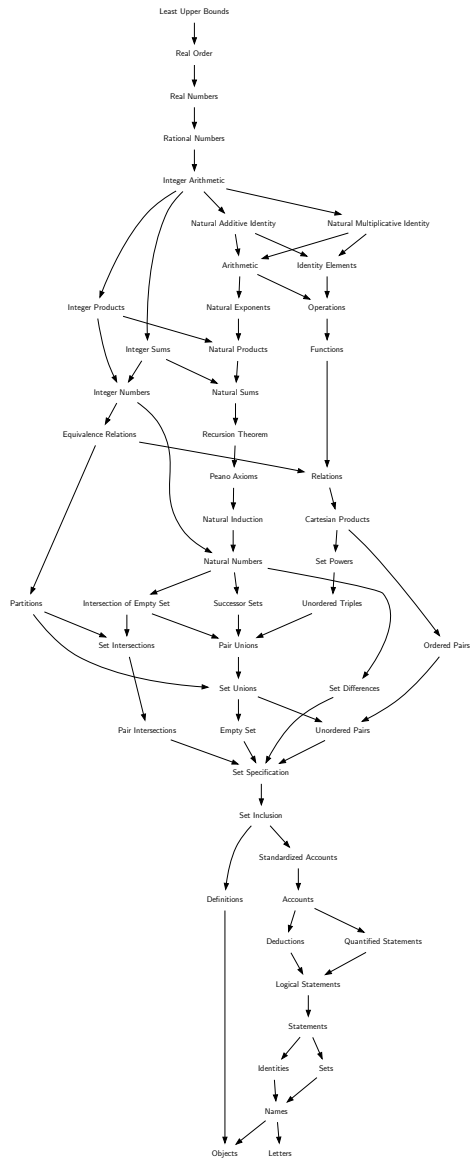 Least Upper Bounds
Real Order
Real Numbers
Rational Numbers
Integer Arithmetic
Natural Additive Identity
Natural Multiplicative Identity
Arithmetic
Identity Elements
Integer Products
Natural Exponents
Operations
Integer Sums
Natural Products
Functions
Integer Numbers
Natural Sums
Equivalence Relations
Recursion Theorem
Peano Axioms
Relations
Natural Induction
Cartesian Products
Natural Numbers
Set Powers
Partitions
Intersection of Empty Set
Successor Sets
Unordered Triples
Set Intersections
Pair Unions
Ordered Pairs
Set Unions
Set Differences
Pair Intersections
Empty Set
Unordered Pairs
Set Specification
Set Inclusion
Standardized Accounts
Definitions
Accounts
Deductions
Quantified Statements
Logical Statements
Statements
Identities
Sets
Names
Objects
Letters